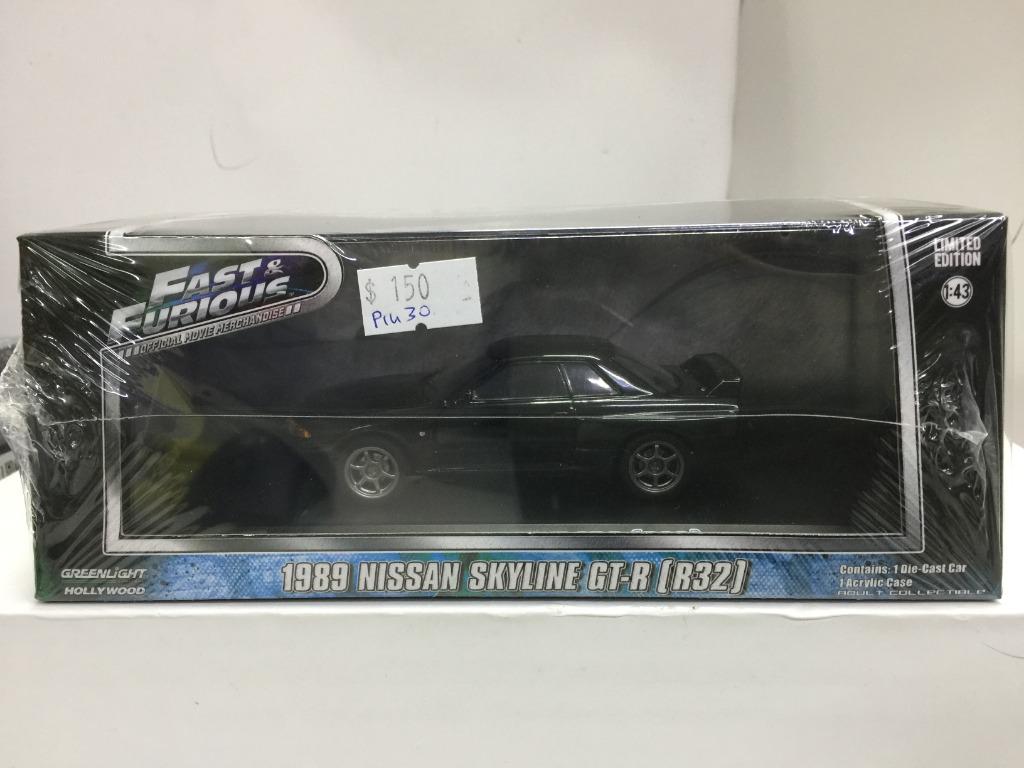 FAST &
FURIOUS
OFFICIAL MOVIE MERCHANDISE
$ 150
LIMITED
EDITION
1:43
GREENLIGHT
HOLLYWOOD
1989 NISSAN SKYLINE GT-R (R32)
Contains: 1 Die-Cast Car
1 Acrylic Case
ADULT COLLECTIBLE